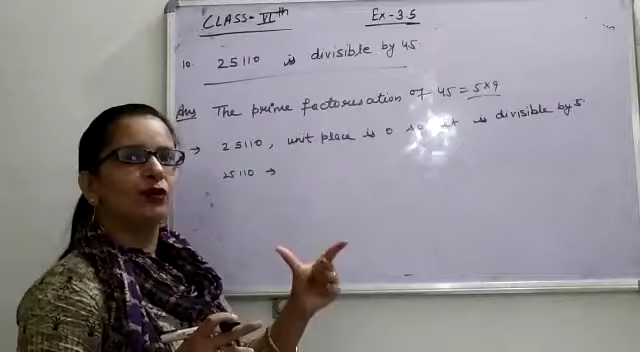 CLASS-VIth Ex-3.5
10. 25110 is divisible by 45.
Ans The prime factoresation of 45 = 5×9
→ 25110, unit place is 0 so it is divisible by 5.
25110 →